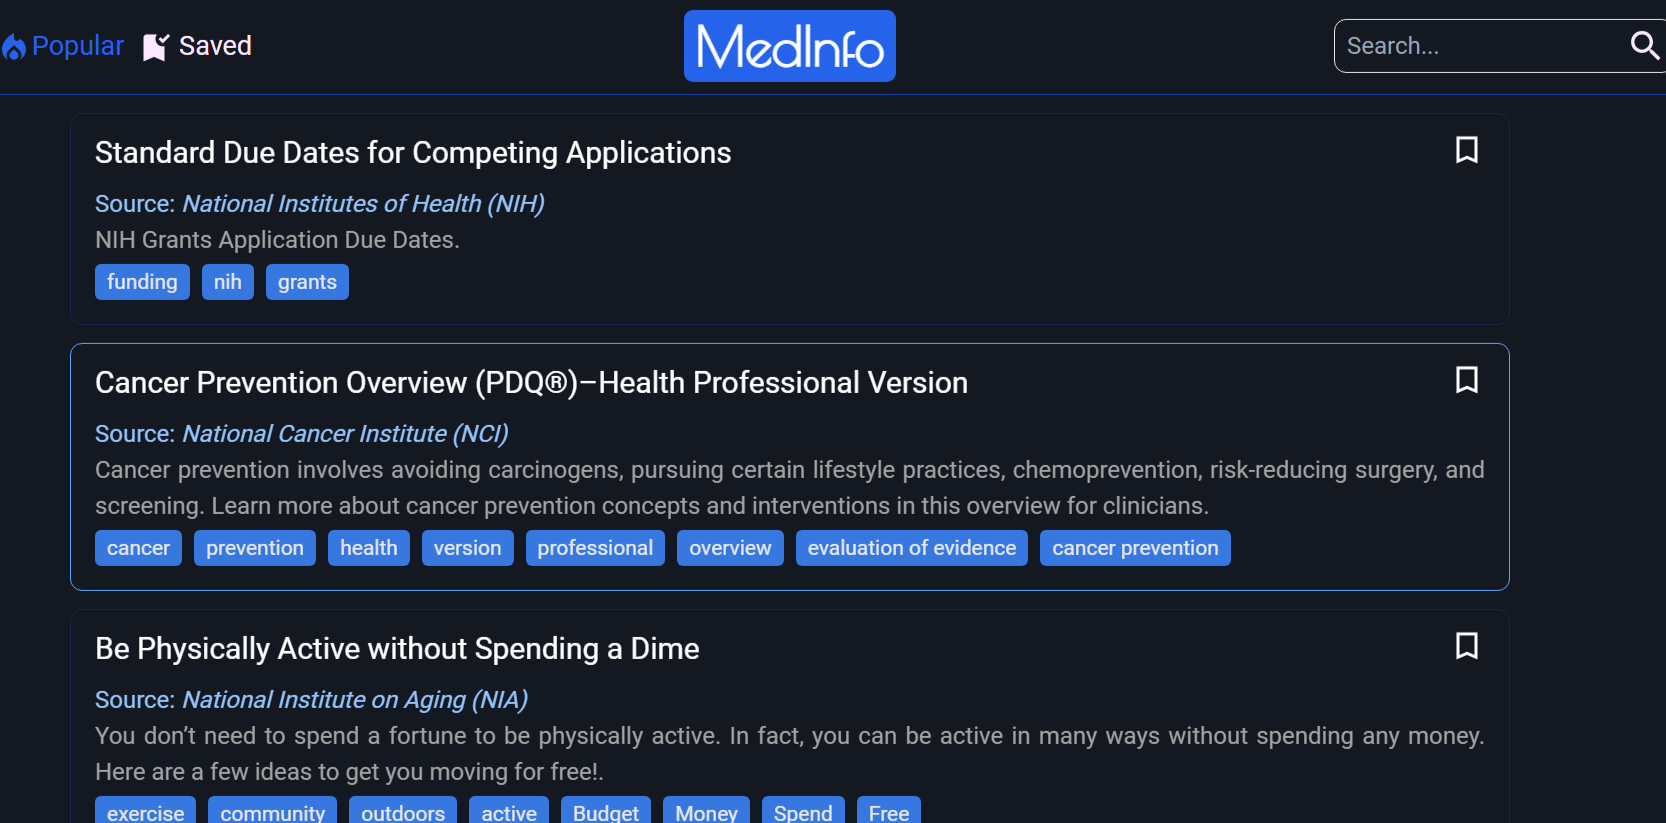 Popular Saved MedInfo Search...
Standard Due Dates for Competing Applications
Source: National Institutes of Health (NIH)
NIH Grants Application Due Dates.
funding nih grants
Cancer Prevention Overview (PDQ®)–Health Professional Version
Source: National Cancer Institute (NCI)
Cancer prevention involves avoiding carcinogens, pursuing certain lifestyle practices, chemoprevention, risk-reducing surgery, and
screening. Learn more about cancer prevention concepts and interventions in this overview for clinicians.
cancer prevention health version professional overview evaluation of evidence cancer prevention
Be Physically Active without Spending a Dime
Source: National Institute on Aging (NIA)
You don’t need to spend a fortune to be physically active. In fact, you can be active in many ways without spending any money.
Here are a few ideas to get you moving for free!.
exercise community outdoors active Budget Money Spend Free